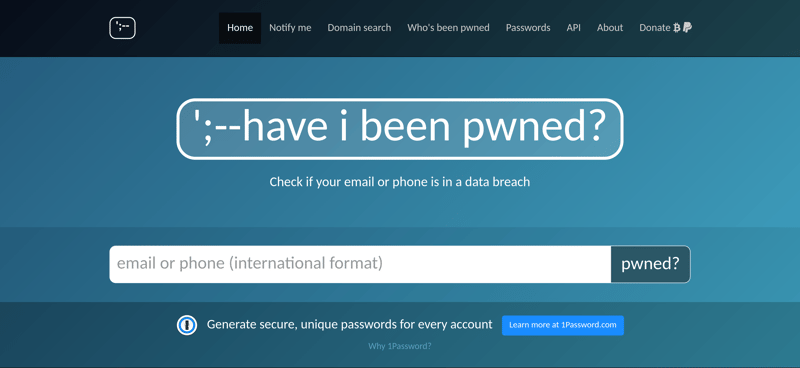 ';--
Home Notify me Domain search Who's been pwned Passwords API About Donate
';--have i been pwned?
Check if your email or phone is in a data breach
email or phone (international format) pwned?
Generate secure, unique passwords for every account Learn more at 1Password.com
Why 1Password?